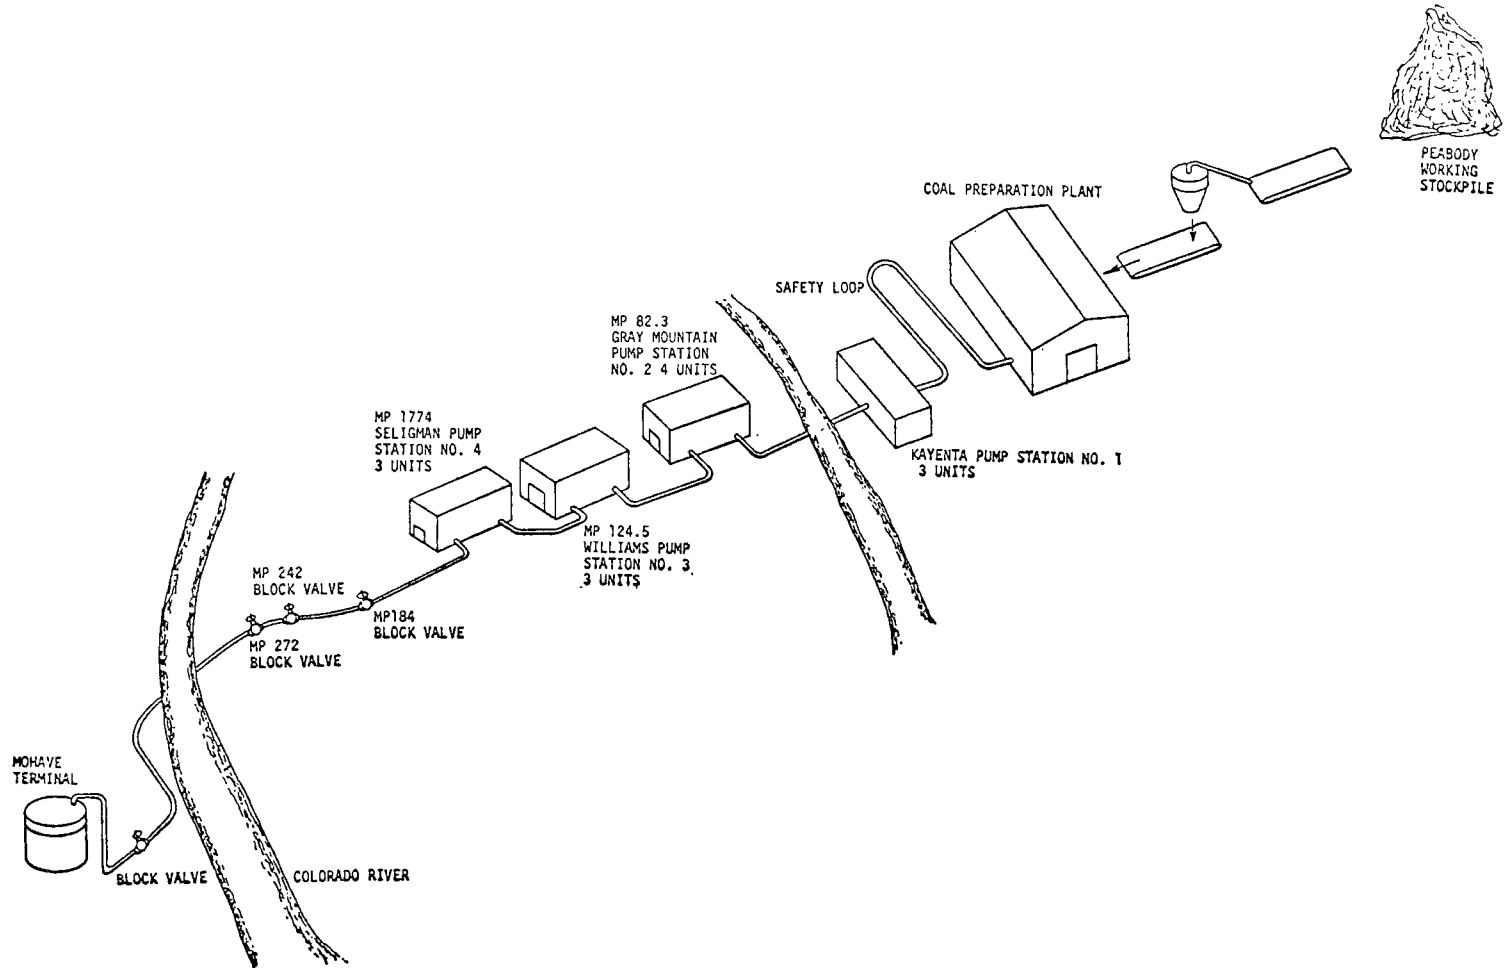 PEABODY
WORKING
STOCKPILE
COAL PREPARATION PLANT
SAFETY LOOP
MP 82.3
GRAY MOUNTAIN
PUMP STATION
NO. 2 4 UNITS
KAYENTA PUMP STATION NO. 1
3 UNITS
MP 1774
SELIGMAN PUMP
STATION NO. 4
3 UNITS
MP 124.5
WILLIAMS PUMP
STATION NO. 3
3 UNITS
MP 242
BLOCK VALVE
MP184
BLOCK VALVE
MP 272
BLOCK VALVE
MOHAVE
TERMINAL
BLOCK VALVE
COLORADO RIVER